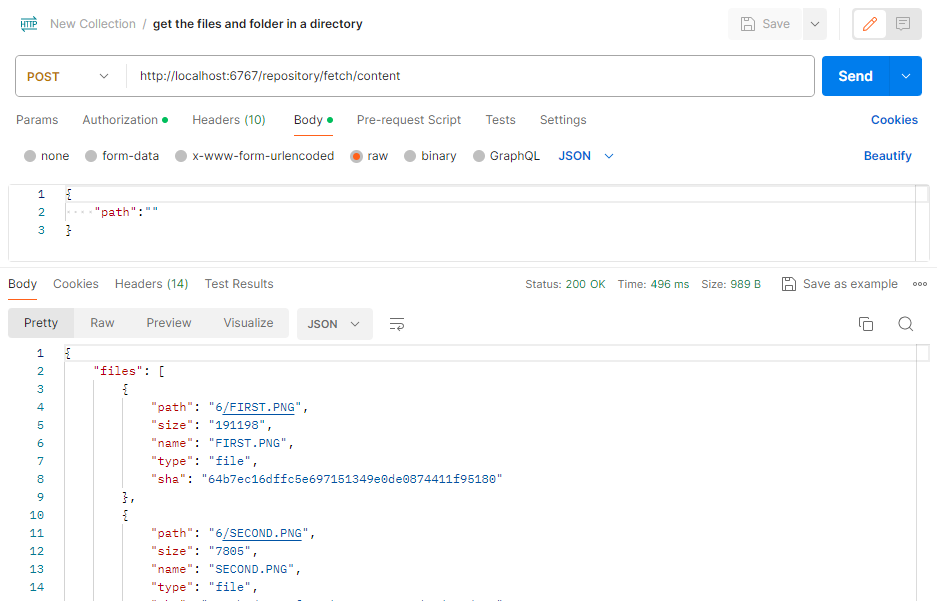 HTTP New Collection / get the files and folder in a directory Save
POST http://localhost:6767/repository/fetch/content Send
Params Authorization Headers (10) Body Pre-request Script Tests Settings Cookies
none form-data x-www-form-urlencoded raw binary GraphQL JSON Beautify
1 {
2 ····"path":""
3 }
Body Cookies Headers (14) Test Results Status: 200 OK Time: 496 ms Size: 989 B Save as example
Pretty Raw Preview Visualize JSON
1 {
2 "files": [
3 {
4 "path": "6/FIRST.PNG",
5 "size": "191198",
6 "name": "FIRST.PNG",
7 "type": "file",
8 "sha": "64b7ec16dffc5e697151349e0de0874411f95180"
9 },
10 {
11 "path": "6/SECOND.PNG",
12 "size": "7805",
13 "name": "SECOND.PNG",
14 "type": "file",